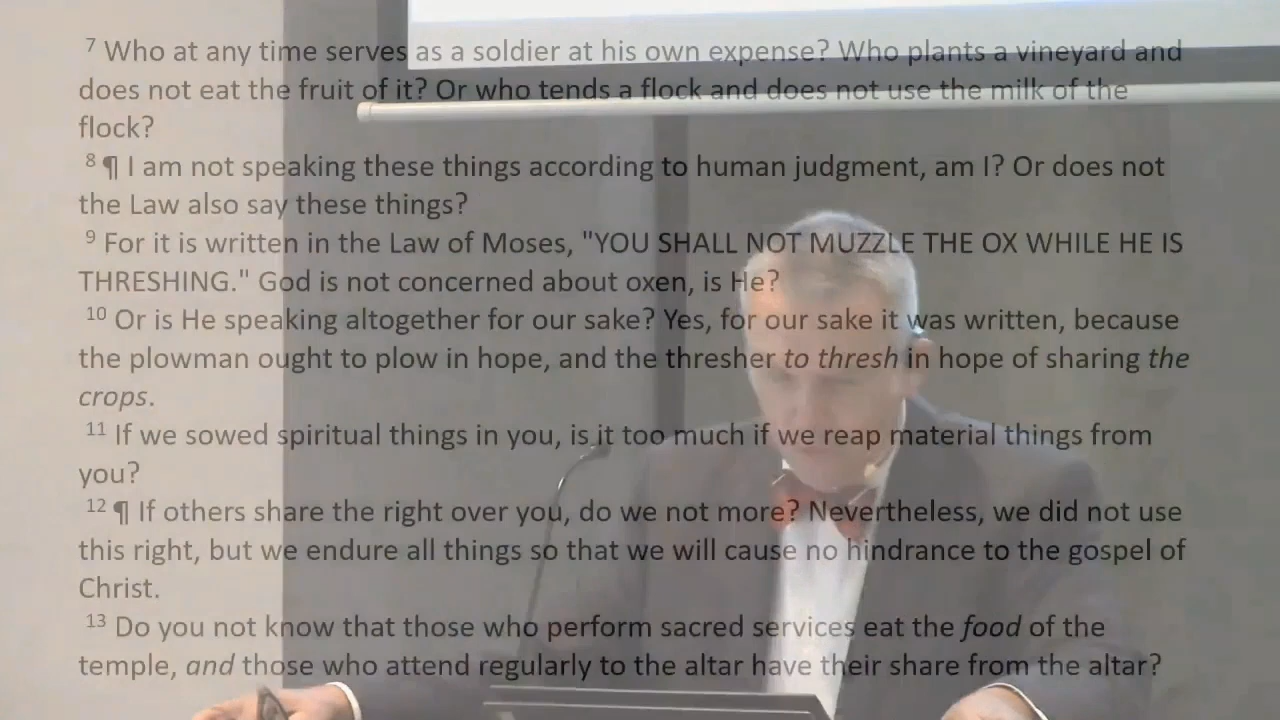 7 Who at any time serves as a soldier at his own expense? Who plants a vineyard and
does not eat the fruit of it? Or who tends a flock and does not use the milk of the
flock?
8 ¶ I am not speaking these things according to human judgment, am I? Or does not
the Law also say these things?
9 For it is written in the Law of Moses, "YOU SHALL NOT MUZZLE THE OX WHILE HE IS
THRESHING." God is not concerned about oxen, is He?
10 Or is He speaking altogether for our sake? Yes, for our sake it was written, because
the plowman ought to plow in hope, and the thresher to thresh in hope of sharing the
crops.
11 If we sowed spiritual things in you, is it too much if we reap material things from
you?
12 ¶ If others share the right over you, do we not more? Nevertheless, we did not use
this right, but we endure all things so that we will cause no hindrance to the gospel of
Christ.
13 Do you not know that those who perform sacred services eat the food of the
temple, and those who attend regularly to the altar have their share from the altar?